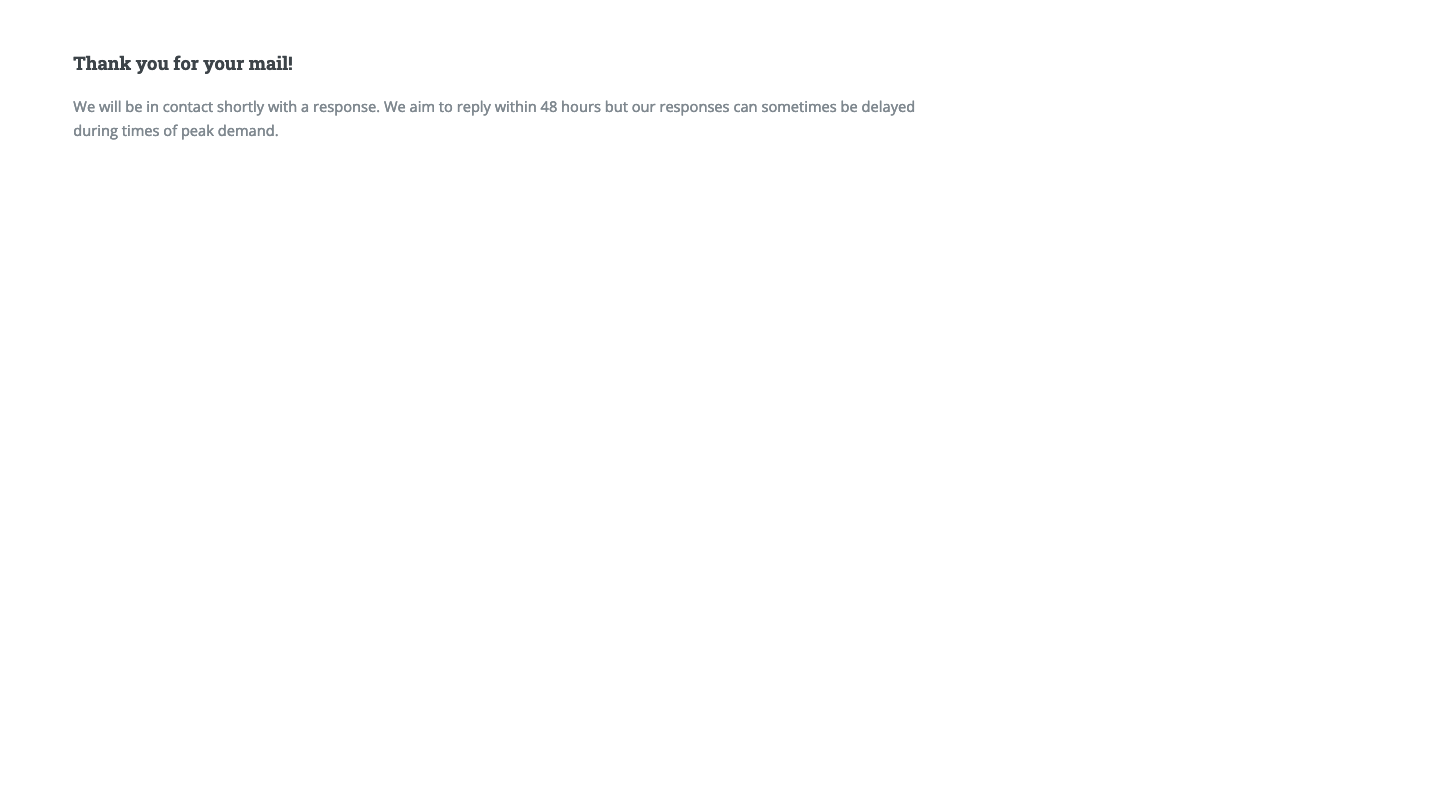 Thank you for your mail!
We will be in contact shortly with a response. We aim to reply within 48 hours but our responses can sometimes be delayed
during times of peak demand.